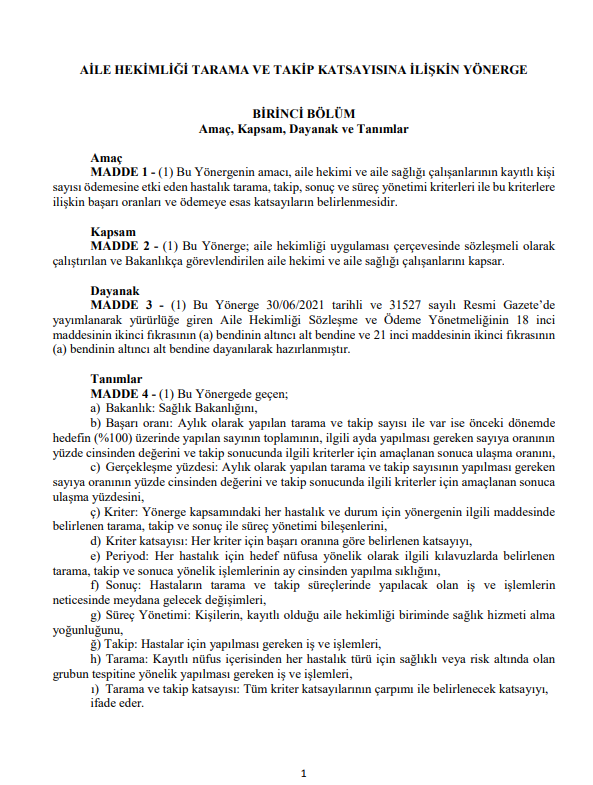 AİLE HEKİMLİĞİ TARAMA VE TAKİP KATSAYISINA İLİŞKİN YÖNERGE
BİRİNCİ BÖLÜM
Amaç, Kapsam, Dayanak ve Tanımlar
Amaç
MADDE 1 - (1) Bu Yönergenin amacı, aile hekimi ve aile sağlığı çalışanlarının kayıtlı kişi
sayısı ödemesine etki eden hastalık tarama, takip, sonuç ve süreç yönetimi kriterleri ile bu kriterlere
ilişkin başarı oranları ve ödemeye esas katsayıların belirlenmesidir.
Kapsam
MADDE 2 - (1) Bu Yönerge; aile hekimliği uygulaması çerçevesinde sözleşmeli olarak
çalıştırılan ve Bakanlıkça görevlendirilen aile hekimi ve aile sağlığı çalışanlarını kapsar.
Dayanak
MADDE 3 - (1) Bu Yönerge 30/06/2021 tarihli ve 31527 sayılı Resmi Gazete’de
yayımlanarak yürürlüğe giren Aile Hekimliği Sözleşme ve Ödeme Yönetmeliğinin 18 inci
maddesinin ikinci fıkrasının (a) bendinin altıncı alt bendine ve 21 inci maddesinin ikinci fıkrasının
(a) bendinin altıncı alt bendine dayanılarak hazırlanmıştır.
Tanımlar
MADDE 4 - (1) Bu Yönergede geçen;
a) Bakanlık: Sağlık Bakanlığını,
b) Başarı oranı: Aylık olarak yapılan tarama ve takip sayısı ile var ise önceki dönemde
hedefin (%100) üzerinde yapılan sayının toplamının, ilgili ayda yapılması gereken sayıya oranının
yüzde cinsinden değerini ve takip sonucunda ilgili kriterler için amaçlanan sonuca ulaşma oranını,
c) Gerçekleşme yüzdesi: Aylık olarak yapılan tarama ve takip sayısının yapılması gereken
sayıya oranının yüzde cinsinden değerini ve takip sonucunda ilgili kriterler için amaçlanan sonuca
ulaşma yüzdesini,
ç) Kriter: Yönerge kapsamındaki her hastalık ve durum için yönergenin ilgili maddesinde
belirlenen tarama, takip ve sonuç ile süreç yönetimi bileşenlerini,
d) Kriter katsayısı: Her kriter için başarı oranına göre belirlenen katsayıyı,
e) Periyod: Her hastalık için hedef nüfusa yönelik olarak ilgili kılavuzlarda belirlenen
tarama, takip ve sonuca yönelik işlemlerinin ay cinsinden yapılma sıklığını,
f) Sonuç: Hastaların tarama ve takip süreçlerinde yapılacak olan iş ve işlemlerin
neticesinde meydana gelecek değişimleri,
g) Süreç Yönetimi: Kişilerin, kayıtlı olduğu aile hekimliği biriminde sağlık hizmeti alma
yoğunluğunu,
ğ) Takip: Hastalar için yapılması gereken iş ve işlemleri,
h) Tarama: Kayıtlı nüfus içerisinden her hastalık türü için sağlıklı veya risk altında olan
grubun tespitine yönelik yapılması gereken iş ve işlemleri,
ı) Tarama ve takip katsayısı: Tüm kriter katsayılarının çarpımı ile belirlenecek katsayıyı,
ifade eder.
1